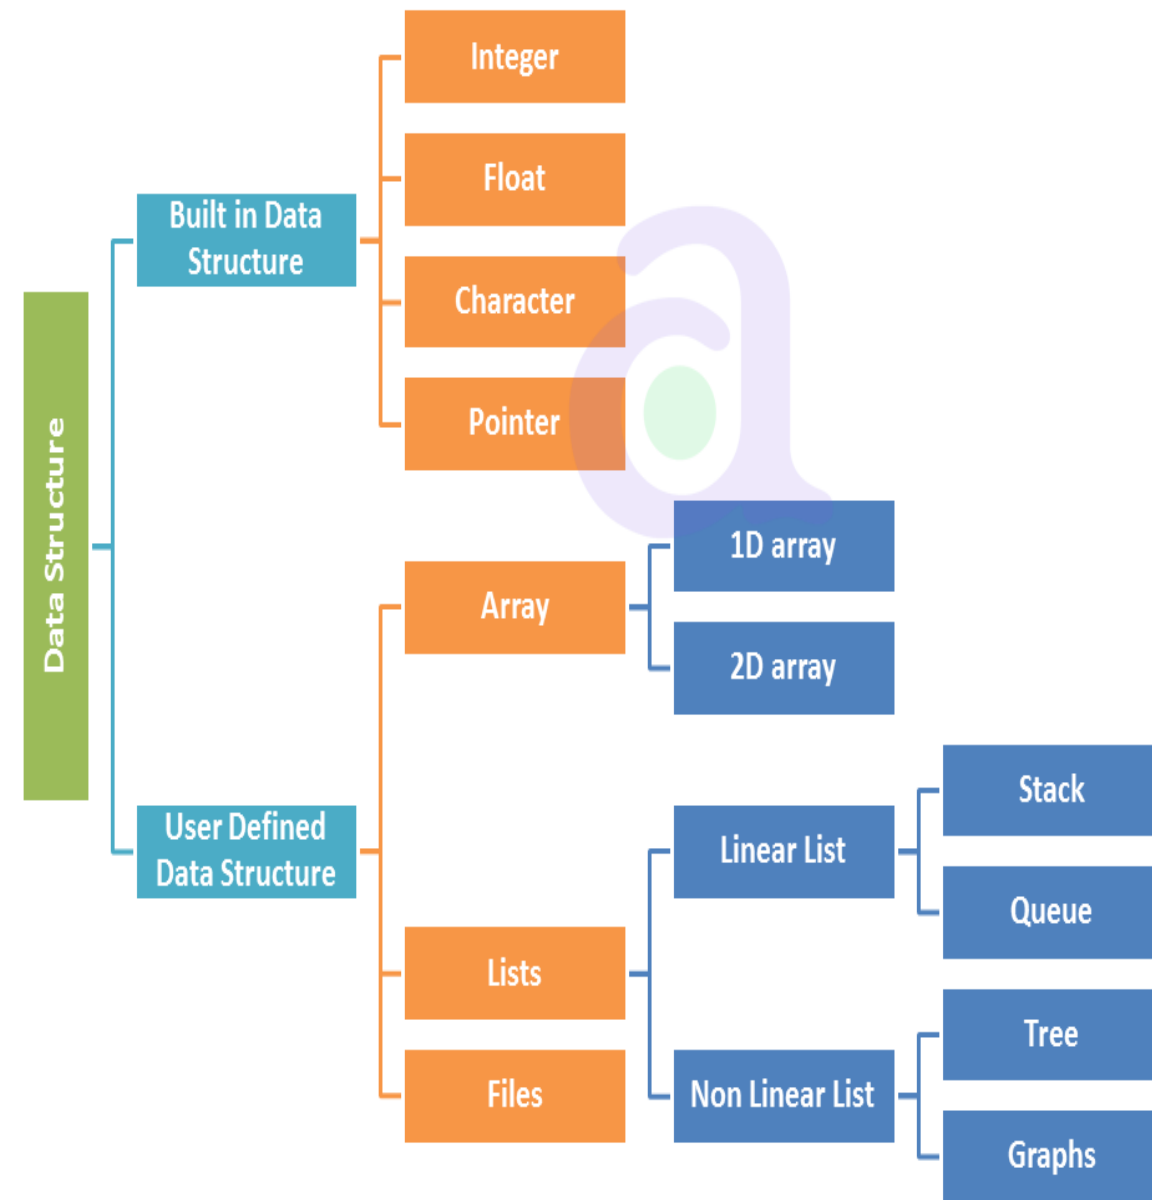 Data Structure
Built in Data
Structure
Integer
Float
Character
Pointer
User Defined
Data Structure
Array
1D array
2D array
Lists
Linear List
Stack
Queue
Non Linear List
Tree
Graphs
Files